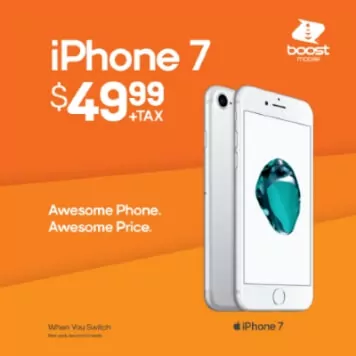 iPhone 7
boost
mobile
$49.99
+TAX
Awesome Phone.
Awesome Price.
When You Switch
iPhone 7